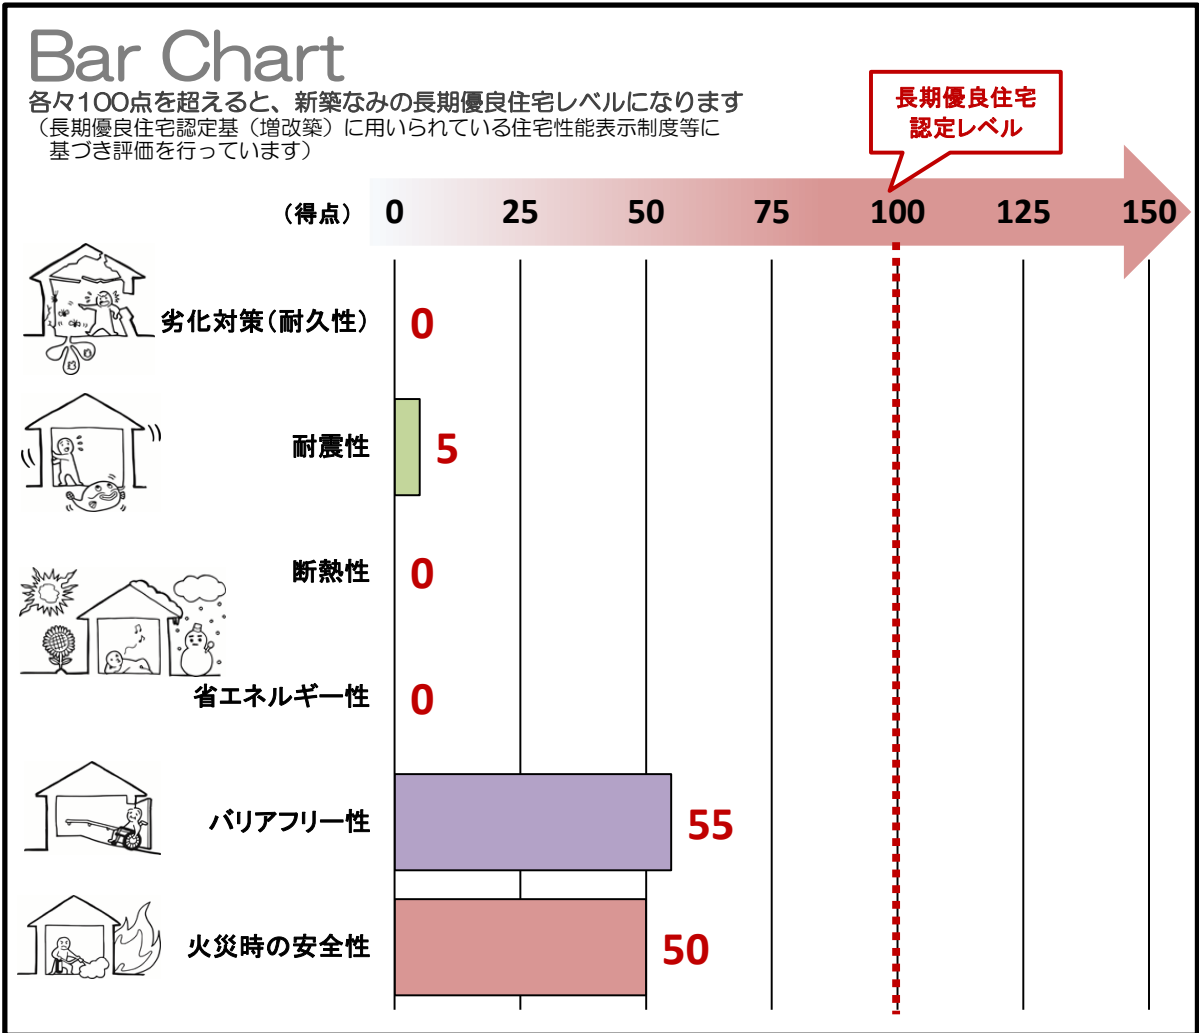 Bar Chart
各々100点を超えると、新築なみの長期優良住宅レベルになります
（長期優良住宅認定基（増改築）に用いられている住宅性能表示制度等に
基づき評価を行っています）
長期優良住宅
認定レベル
（得点） 0 25 50 75 100 125 150
劣化対策（耐久性） 0
耐震性 5
断熱性 0
省エネルギー性 0
バリアフリー性 55
火災時の安全性 50